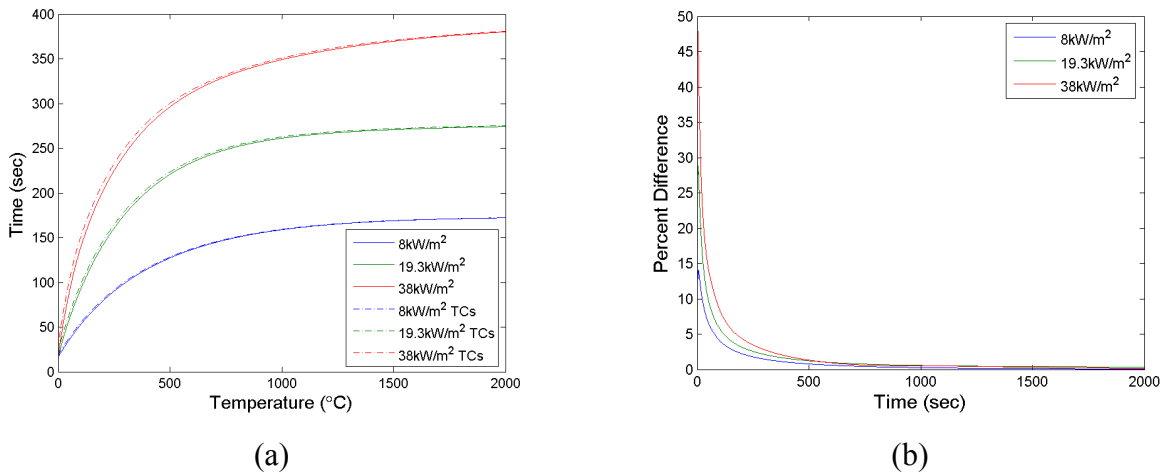 400
350
300
250
200
150
100
50
0
Time (sec)
0
500
1000
1500
2000
Temperature (°C)
8kW/m²
19.3kW/m²
38kW/m²
8kW/m² TCs
19.3kW/m² TCs
38kW/m² TCs
(a)
50
45
40
35
30
25
20
15
10
5
0
Percent Difference
0
500
1000
1500
2000
Time (sec)
8kW/m²
19.3kW/m²
38kW/m²
(b)